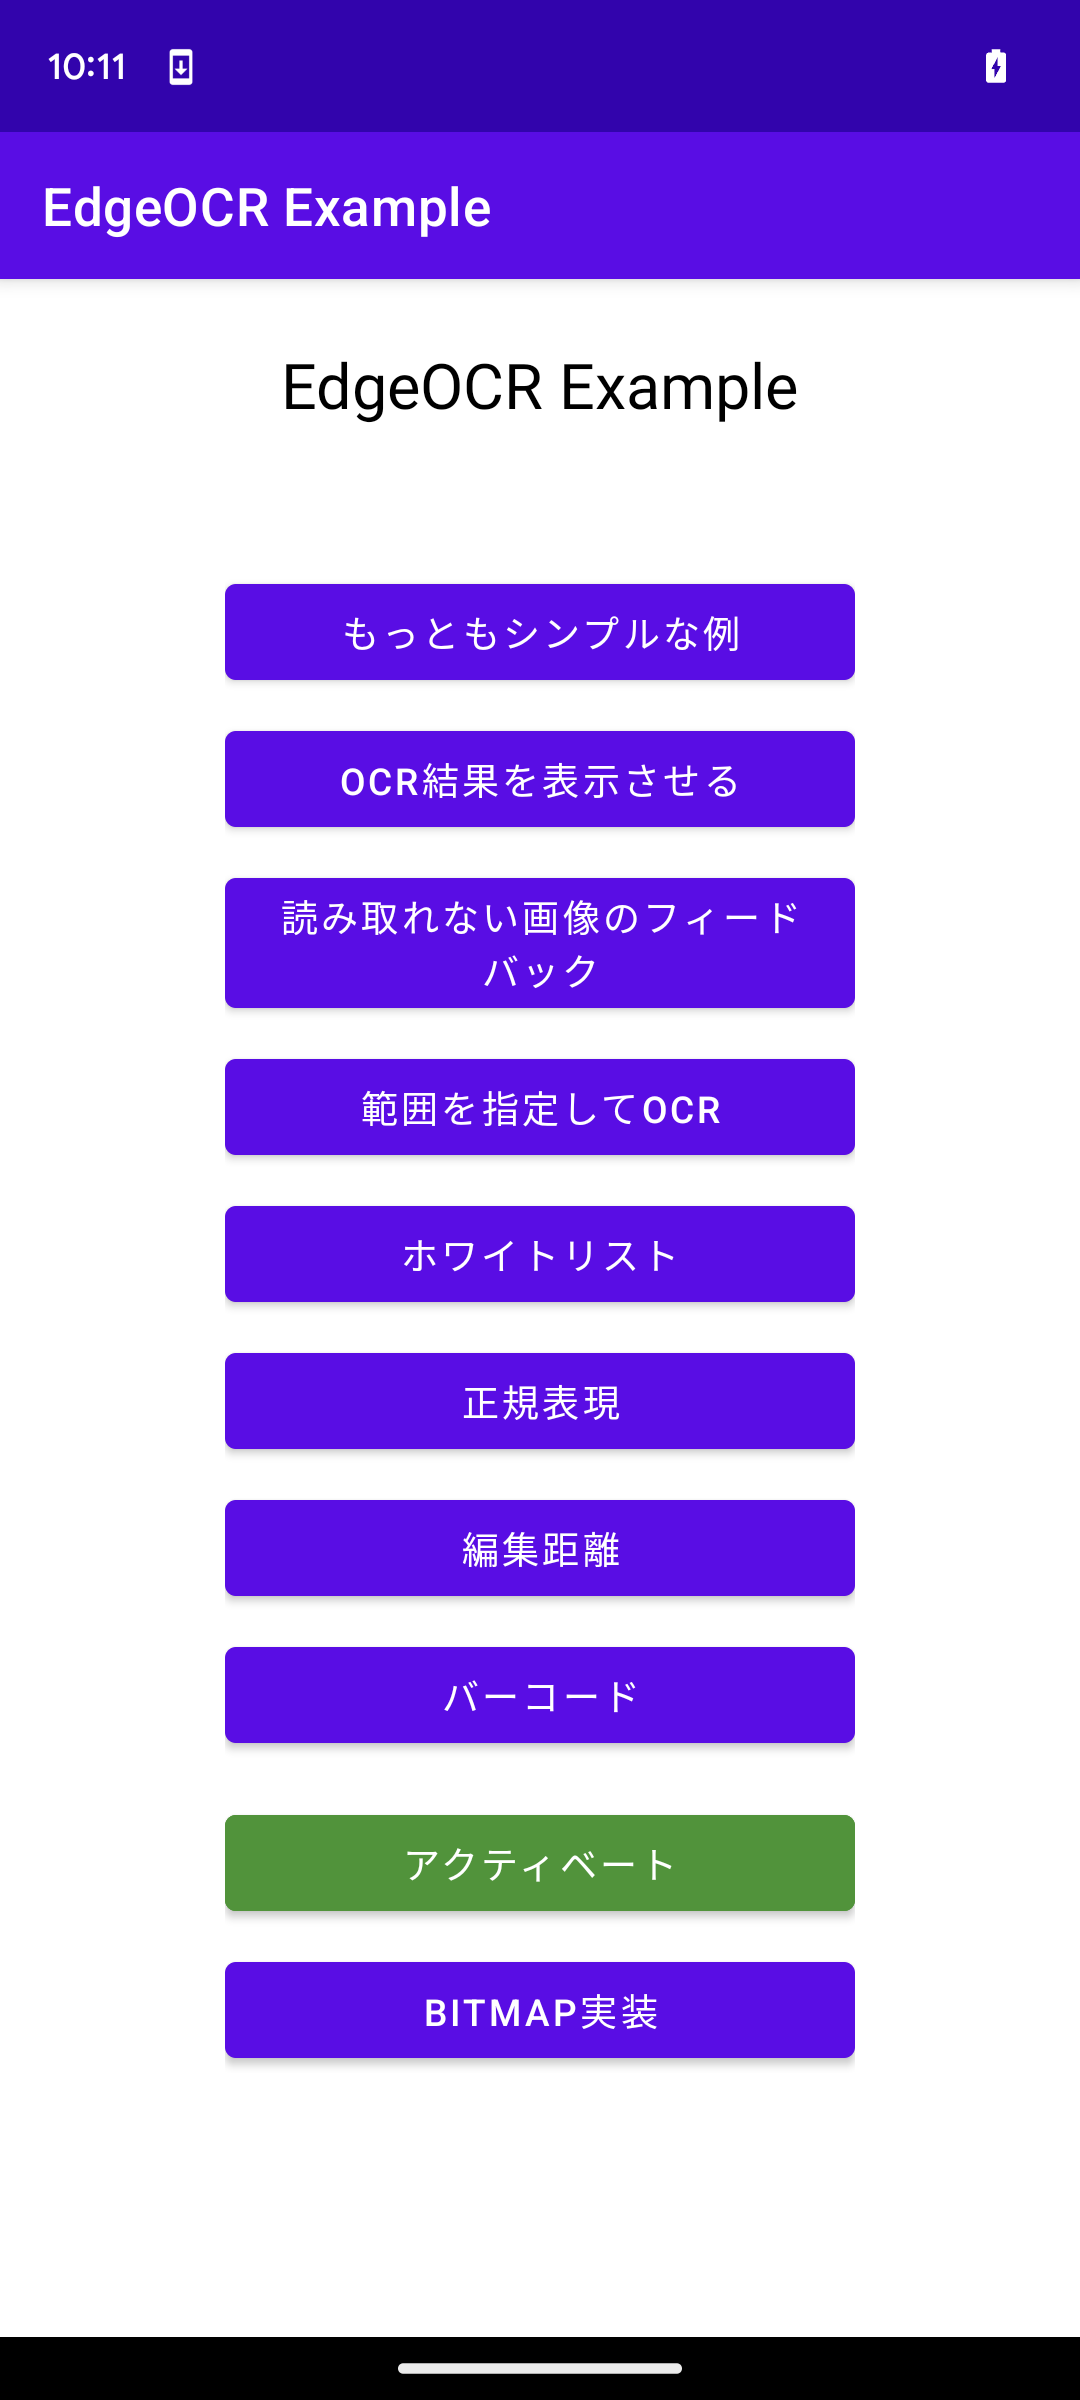 10:11
EdgeOCR Example
EdgeOCR Example
もっともシンプルな例
OCR結果を表示させる
読み取れない画像のフィード
バック
範囲を指定してOCR
ホワイトリスト
正規表現
編集距離
バーコード
アクティベート
BITMAP実装